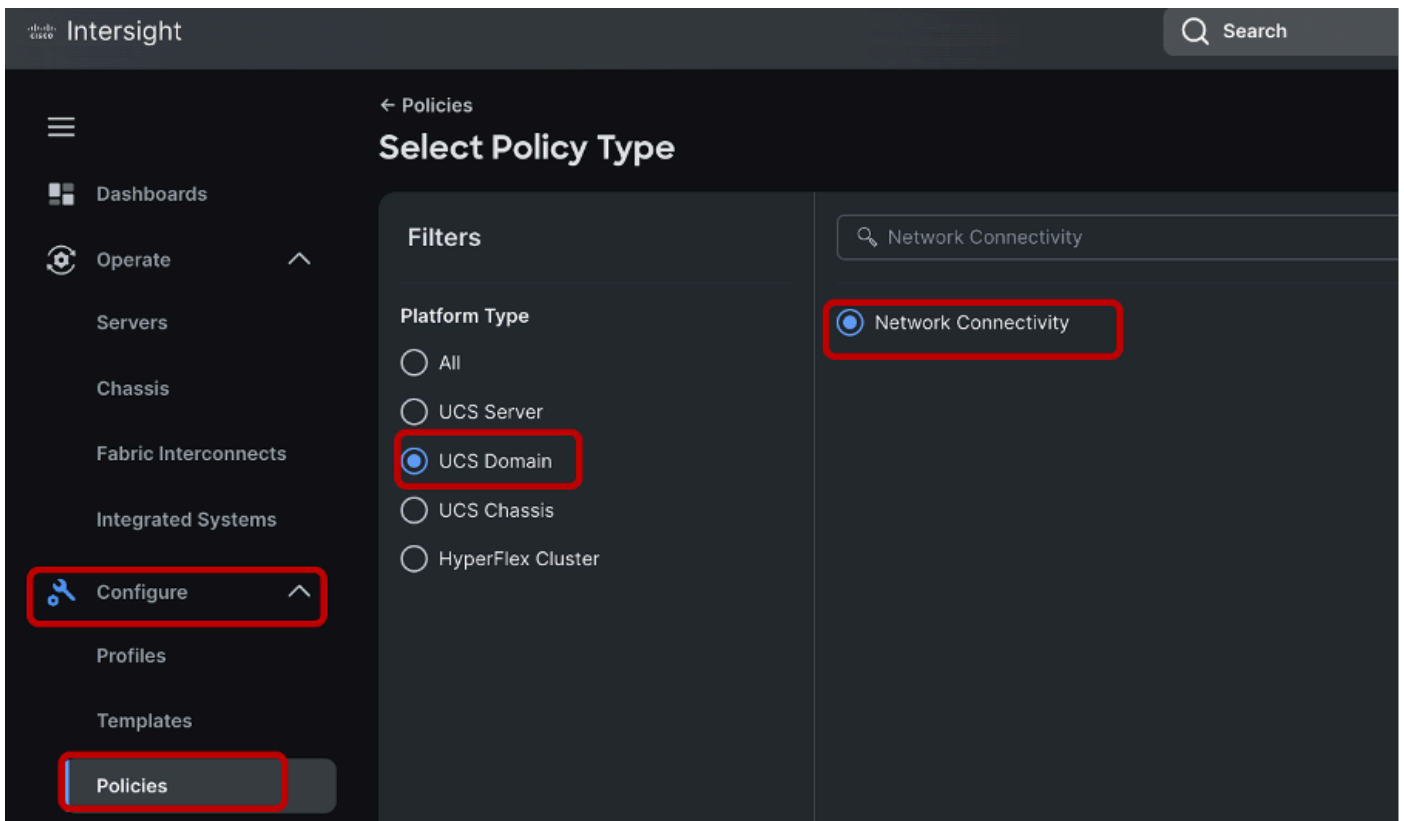 cisco Intersight
Search
← Policies
Select Policy Type
Dashboards
Operate
Servers
Chassis
Fabric Interconnects
Integrated Systems
Configure
Profiles
Templates
Policies
Filters
Platform Type
All
UCS Server
UCS Domain
UCS Chassis
HyperFlex Cluster
Network Connectivity
Network Connectivity